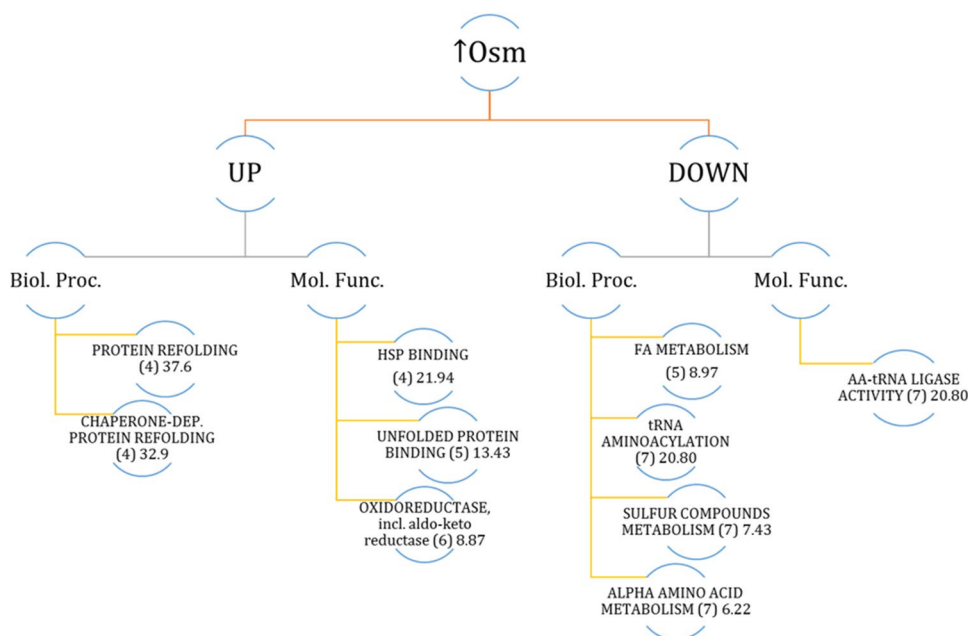 ↑Osm
UP
DOWN
Biol. Proc.
Mol. Func.
Biol. Proc.
Mol. Func.
PROTEIN REFOLDING
(4) 37.6
CHAPERONE-DEP.
PROTEIN REFOLDING
(4) 32.9
HSP BINDING
(4) 21.94
UNFOLDED PROTEIN
BINDING (5) 13.43
OXIDOREDUCTASE,
incl. aldo-keto
reductase (6) 8.87
FA METABOLISM
(5) 8.97
tRNA
AMINOACYLATION
(7) 20.80
SULFUR COMPOUNDS
METABOLISM (7) 7.43
ALPHA AMINO ACID
METABOLISM (7) 6.22
AA-tRNA LIGASE
ACTIVITY (7) 20.80